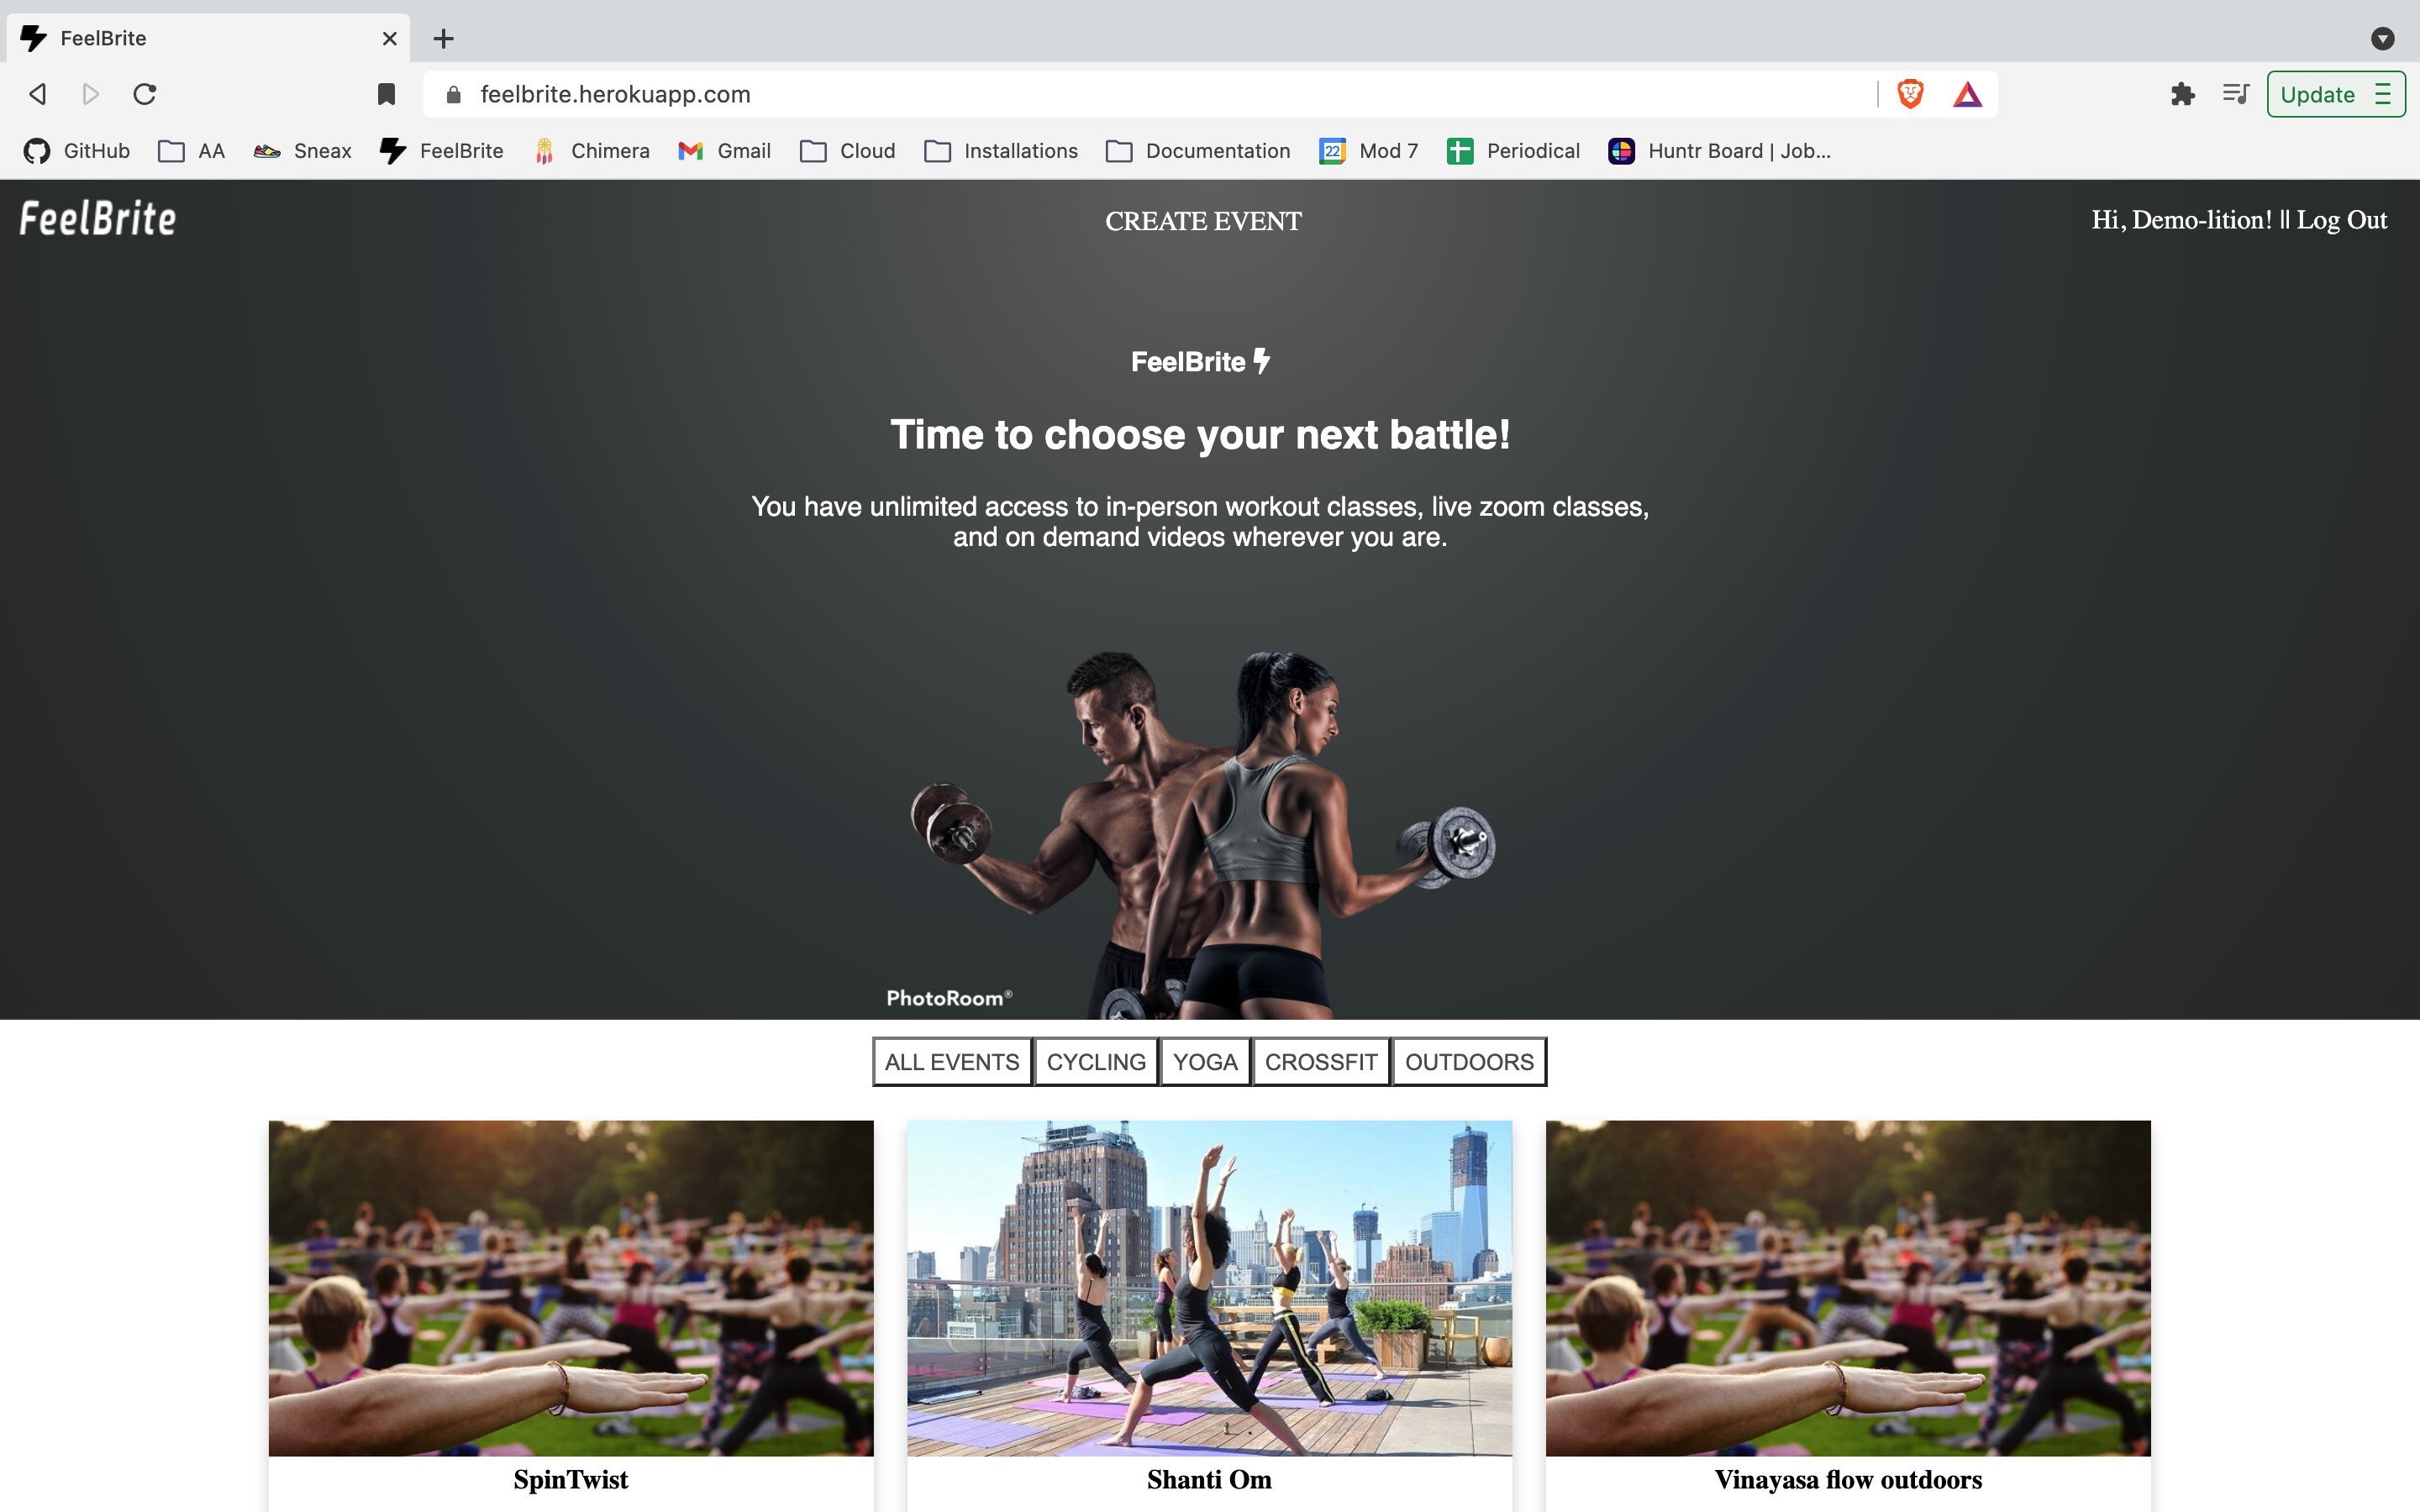 FeelBrite
feelbrite.herokuapp.com
Update
GitHub AA Sneax FeelBrite Chimera Gmail Cloud Installations Documentation 22 Mod 7 Periodical Huntr Board | Job...
FeelBrite CREATE EVENT Hi, Demo-lition! || Log Out
FeelBrite
Time to choose your next battle!
You have unlimited access to in-person workout classes, live zoom classes,
and on demand videos wherever you are.
PhotoRoom®
ALL EVENTS CYCLING YOGA CROSSFIT OUTDOORS
SpinTwist Shanti Om Vinayasa flow outdoors